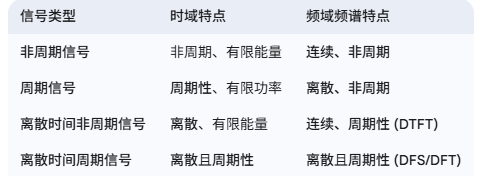 信号类型 时域特点 频域频谱特点
非周期信号 非周期、有限能量 连续、非周期
周期信号 周期性、有限功率 离散、非周期
离散时间非周期信号 离散、有限能量 连续、周期性 (DTFT)
离散时间周期信号 离散且周期性 离散且周期性 (DFS/DFT)